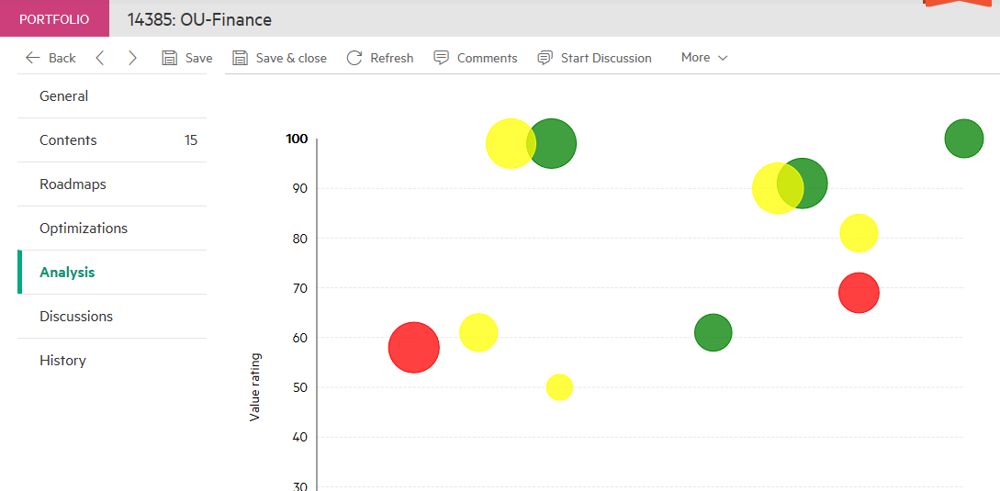 PORTFOLIO 14385: OU-Finance
Back Save Save & close Refresh Comments Start Discussion More
General
Contents 15
Roadmaps
Optimizations
Analysis
Discussions
History
100
90
80
70
60
50
40
30
Value rating